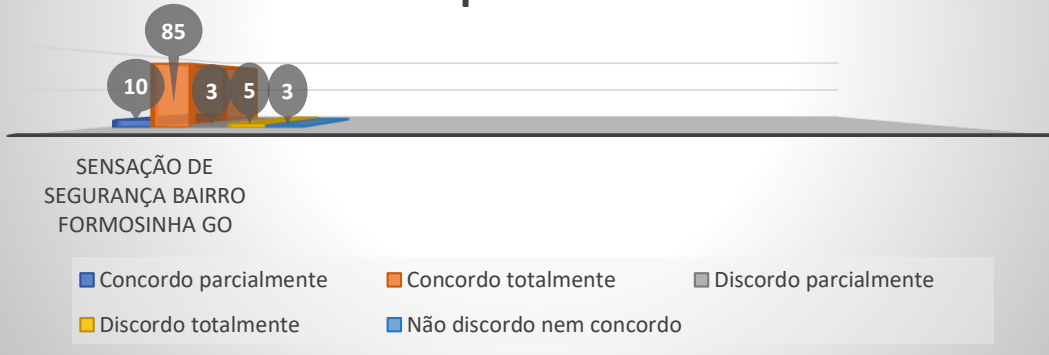 85
10
3
5
3
SENSAÇÃO DE
SEGURANÇA BAIRRO
FORMOSINHA GO
Concordo parcialmente
Concordo totalmente
Discordo parcialmente
Discordo totalmente
Não discordo nem concordo